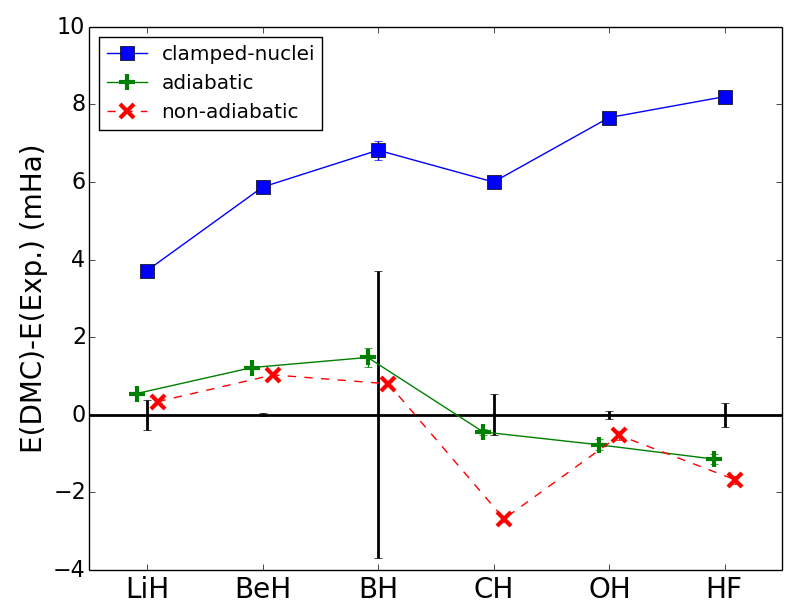 10
8
6
4
2
0
−2
−4
E(DMC)-E(Exp.) (mHa)
clamped-nuclei
adiabatic
non-adiabatic
LiH BeH BH CH OH HF